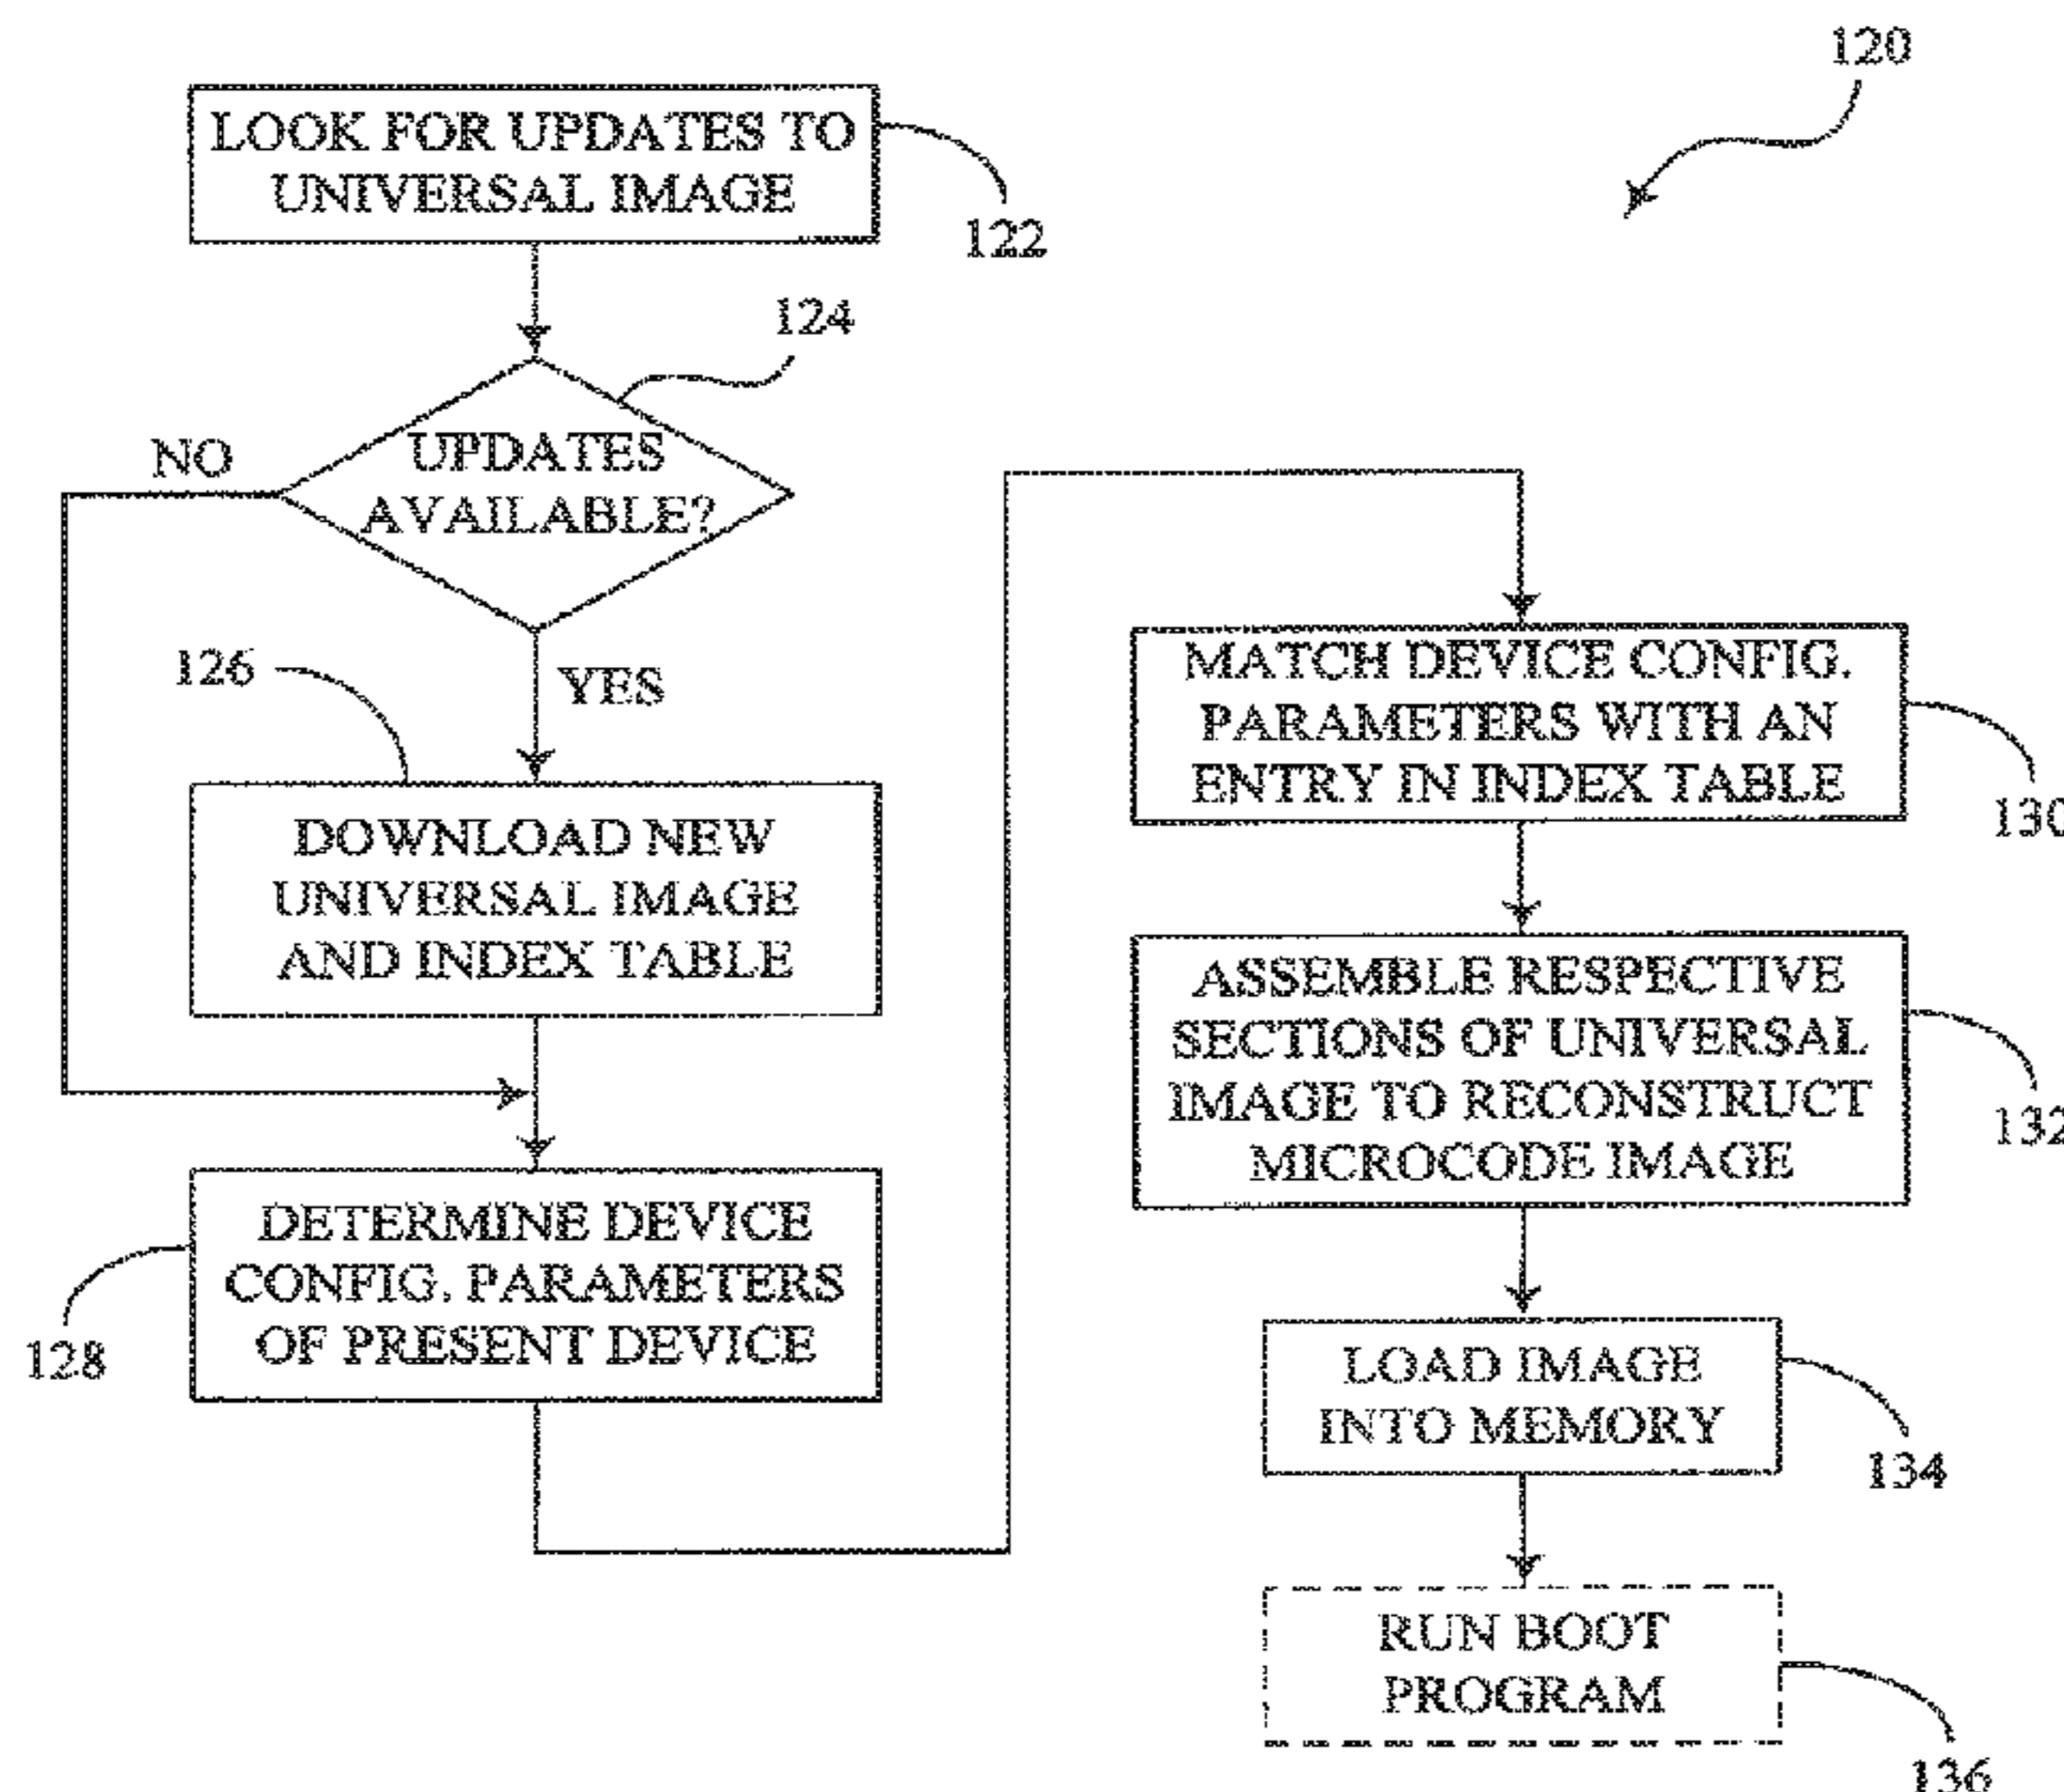 120
LOOK FOR UPDATES TO
UNIVERSAL IMAGE
122
124
UPDATES
AVAILABLE?
NO
YES
126
DOWNLOAD NEW
UNIVERSAL IMAGE
AND INDEX TABLE
DETERMINE DEVICE
CONFIG. PARAMETERS
OF PRESENT DEVICE
128
MATCH DEVICE CONFIG.
PARAMETERS WITH AN
ENTRY IN INDEX TABLE
130
ASSEMBLE RESPECTIVE
SECTIONS OF UNIVERSAL
IMAGE TO RECONSTRUCT
MICROCODE IMAGE
132
LOAD IMAGE
INTO MEMORY
134
RUN BOOT
PROGRAM
136